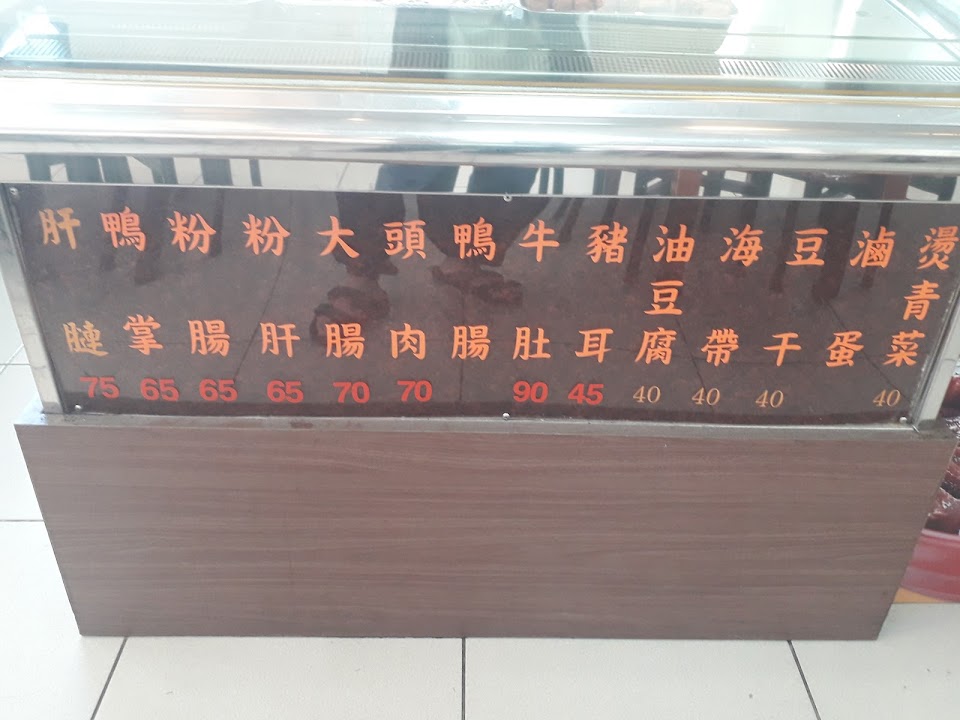 肝腱 75
鴨掌 65
粉腸 65
粉肝 65
大腸 70
頭肉 70
鴨腸
牛肚 90
豬耳 45
油豆腐 40
海帶 40
豆干 40
滷蛋
燙青菜 40